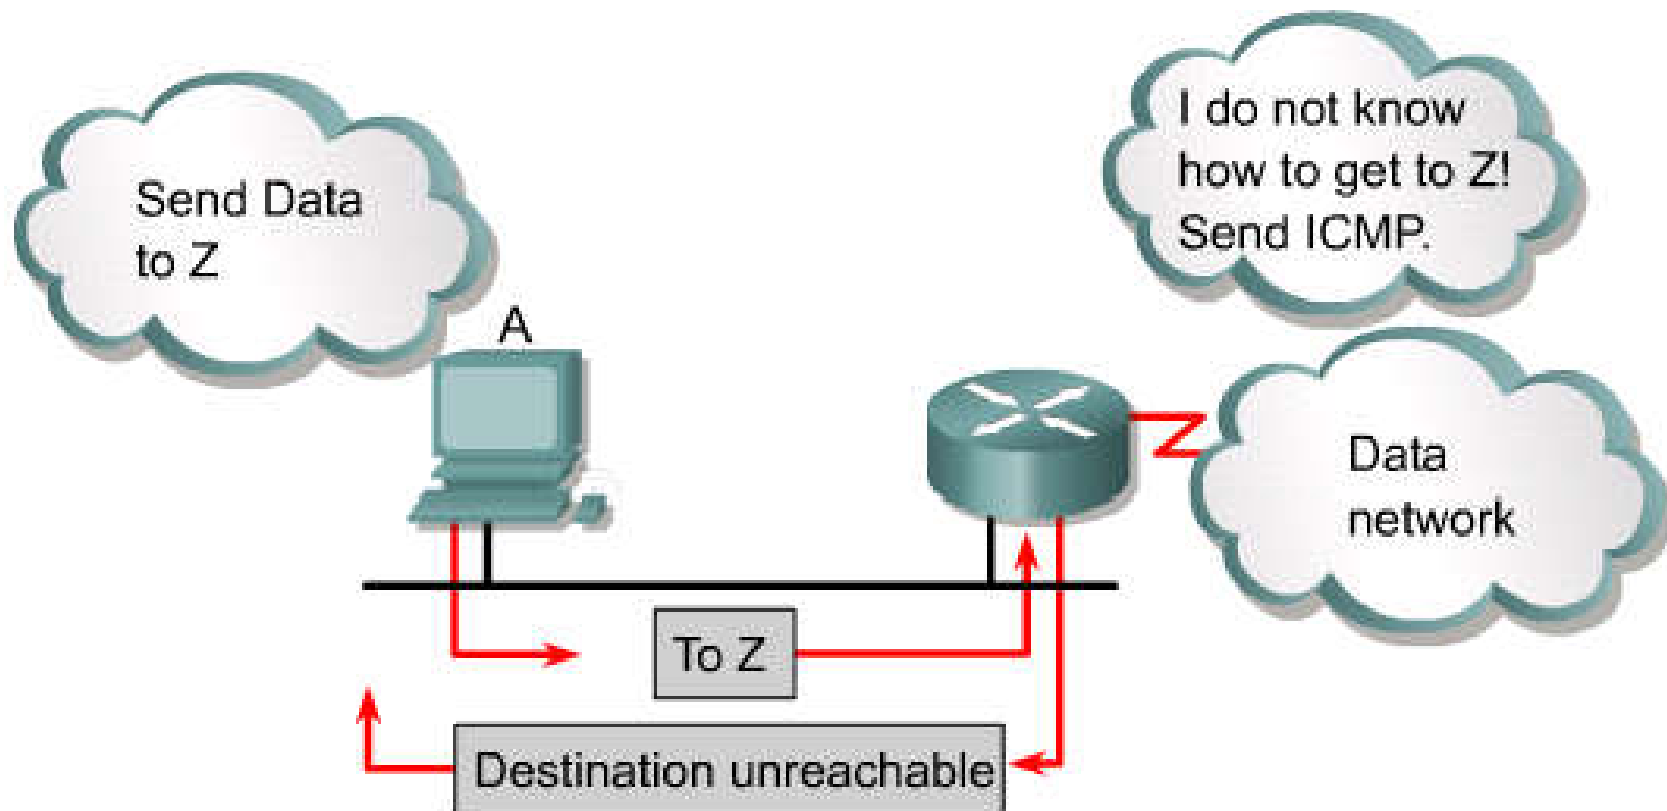 Send Data
to Z
I do not know
how to get to Z!
Send ICMP.
A
Data
network
To Z
Destination unreachable